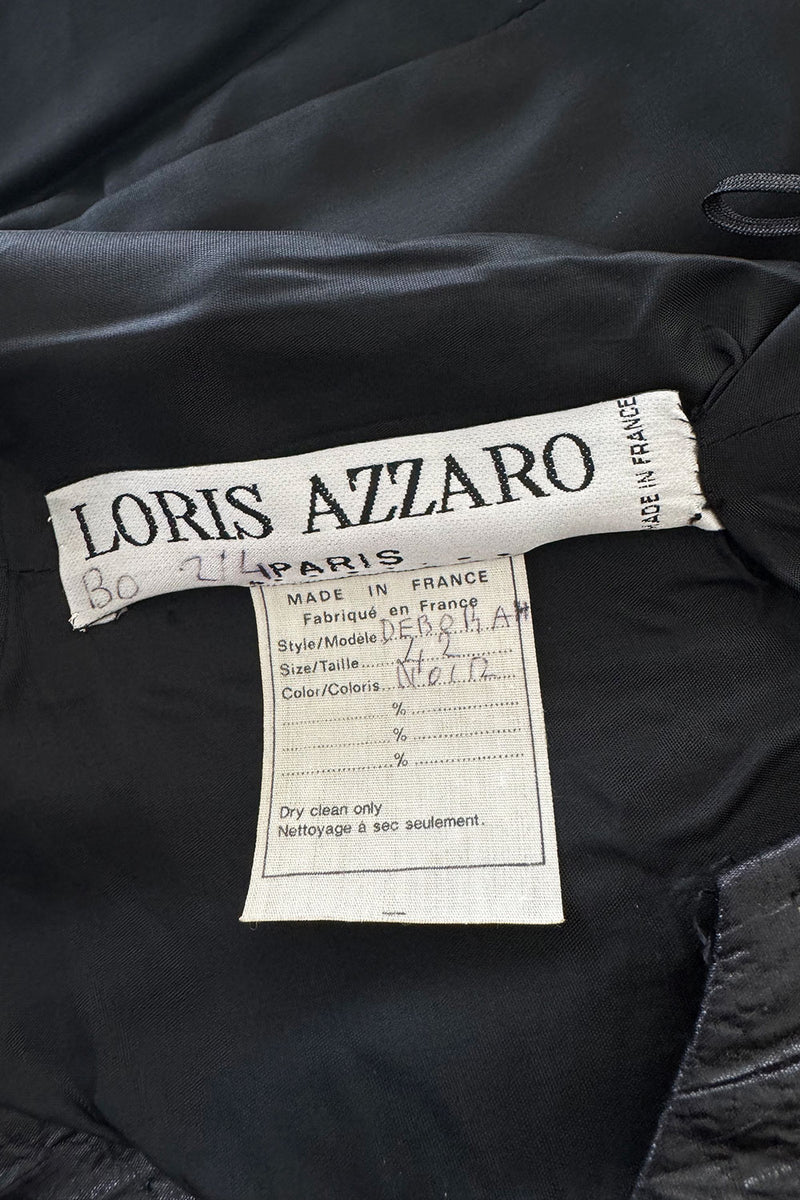 LORIS AZZARO
MADE IN FRANCE
Bo 214
PARIS
MADE IN FRANCE
Fabriqué en France
Style/Modèle DEBORAH
Size/Taille 42
Color/Coloris NOIR
%
%
%
Dry clean only
Nettoyage à sec seulement.